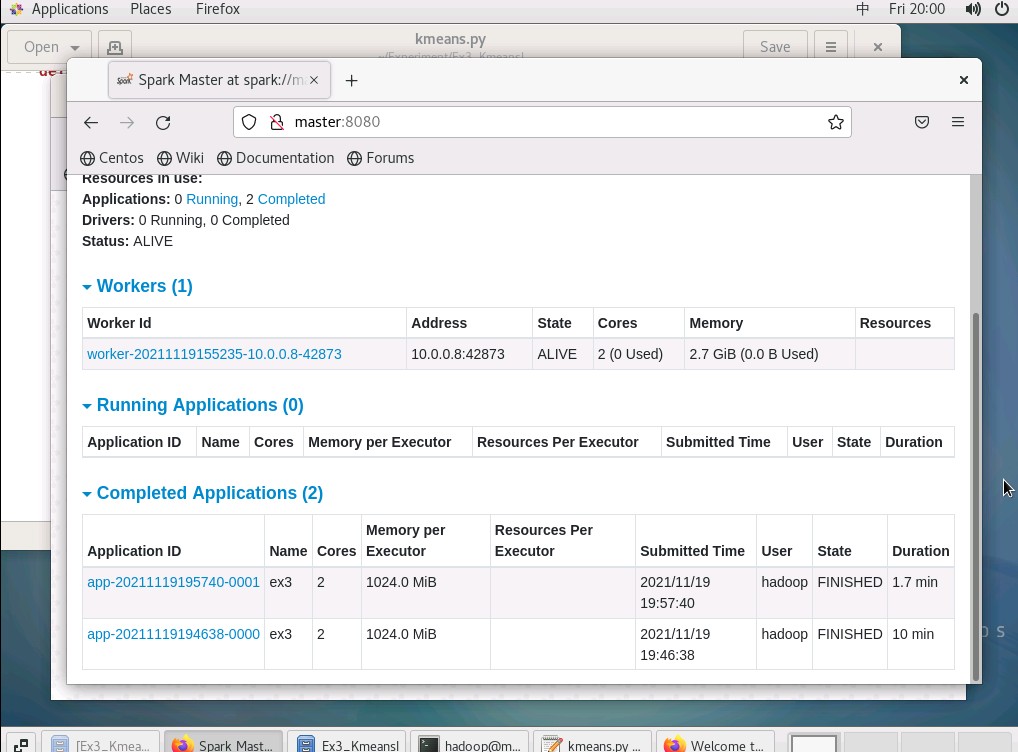 Applications Places Firefox 中 Fri 20:00
Open kmeans.py Save
Spark Master at spark://m
master:8080
Centos Wiki Documentation Forums
Resources in use:
Applications: 0 Running, 2 Completed
Drivers: 0 Running, 0 Completed
Status: ALIVE
Workers (1)
Worker Id Address State Cores Memory Resources
worker-20211119155235-10.0.0.8-42873 10.0.0.8:42873 ALIVE 2 (0 Used) 2.7 GiB (0.0 B Used)
Running Applications (0)
Application ID Name Cores Memory per Executor Resources Per Executor Submitted Time User State Duration
Completed Applications (2)
Memory per Resources Per
Application ID Name Cores Executor Executor Submitted Time User State Duration
app-20211119195740-0001 ex3 2 1024.0 MiB 2021/11/19 hadoop FINISHED 1.7 min
19:57:40
app-20211119194638-0000 ex3 2 1024.0 MiB 2021/11/19 hadoop FINISHED 10 min
19:46:38
[Ex3_Kmea... Spark Mast... Ex3_Kmeansl hadoop@m... kmeans.py ... Welcome t...